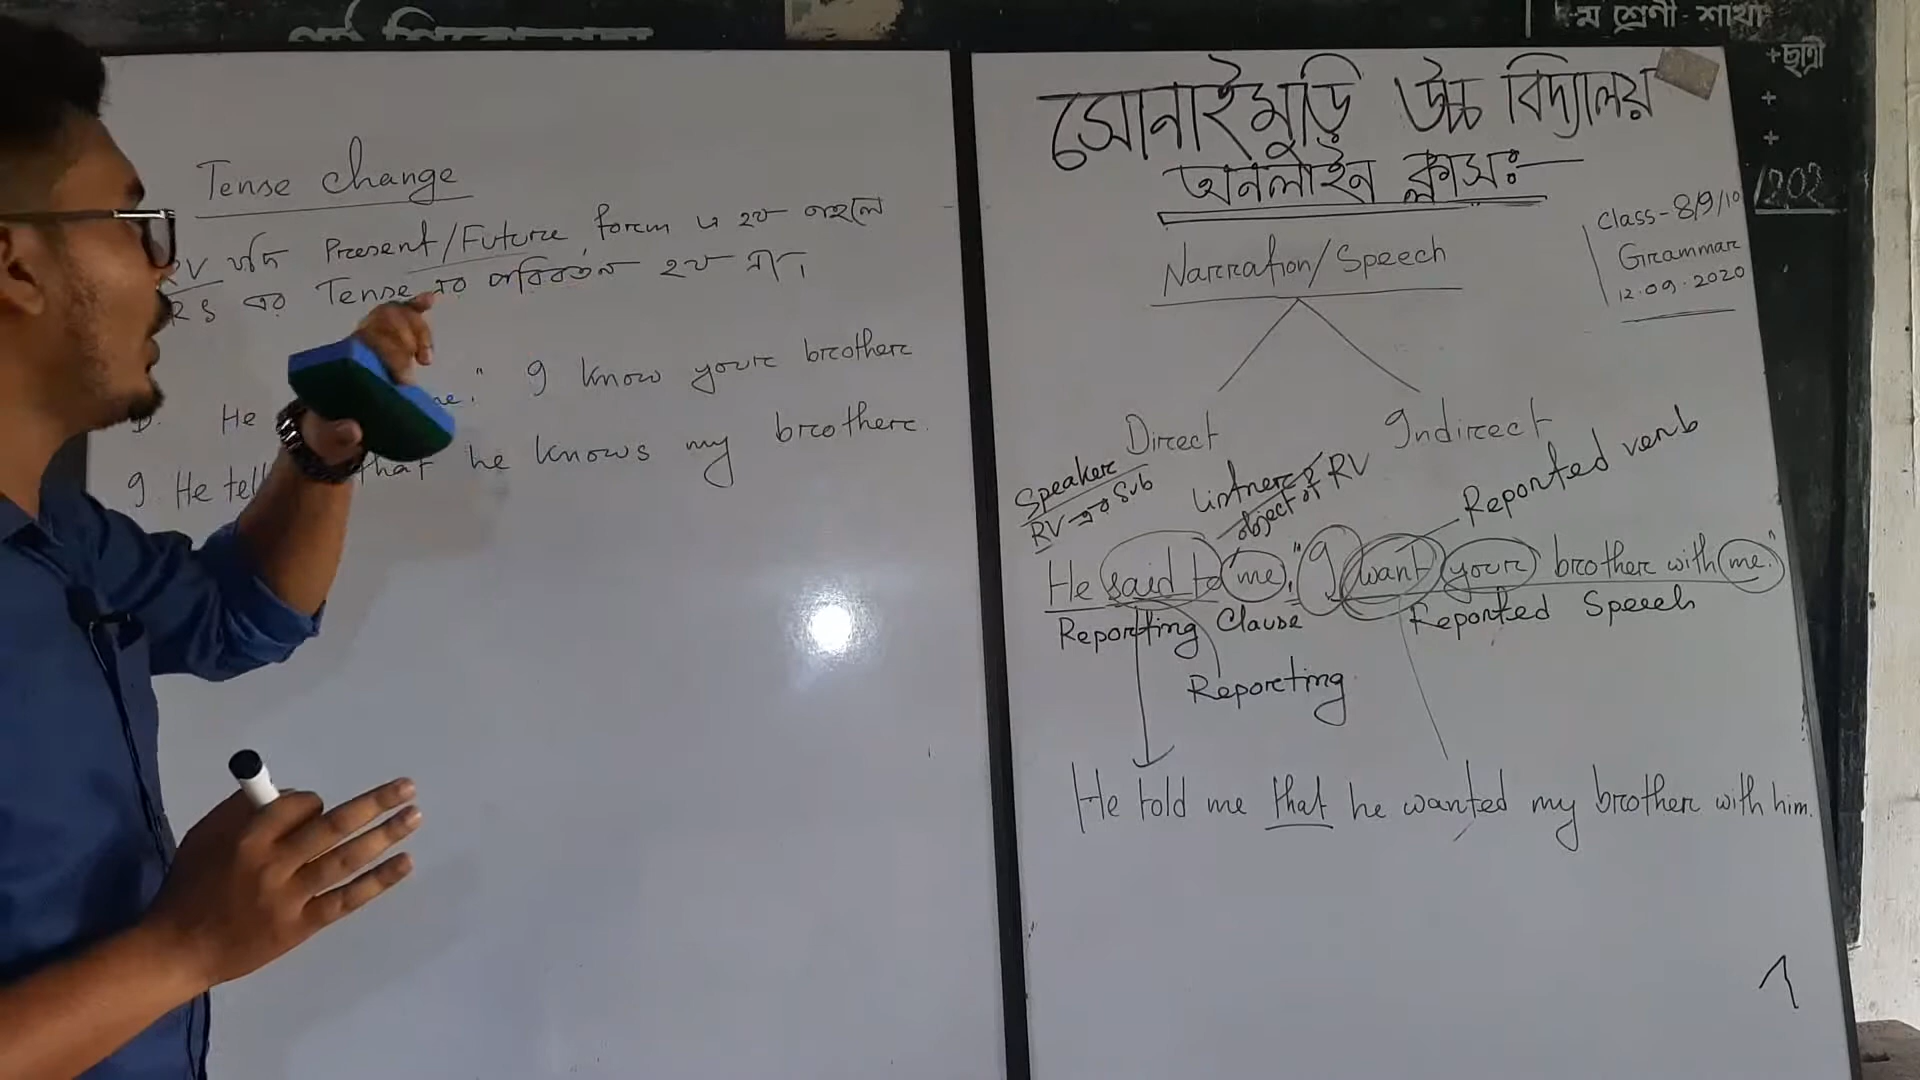 Tense change
RV যদি Present/Future form এ হয় তাহলে
RS এর Tense এর পরিবর্তন হয় না।
D. He me." I know your brother
I He tell that he knows my brother.
ম শ্রেণী - শাখা
+ছাত্রী
+
+
/202
সোনাইমুড়ি উচ্চ বিদ্যালয়
অনলাইন ক্লাসঃ
Class-8/9/10
Grammar
12.09.2020
Narration/Speech
Direct Indirect
Speaker
RV এর Sub
Listner &
object of RV
Reported verb
He said to me, "I want your brother with me."
Reporting Clause Reported Speech
Reporting
He told me that he wanted my brother with him.